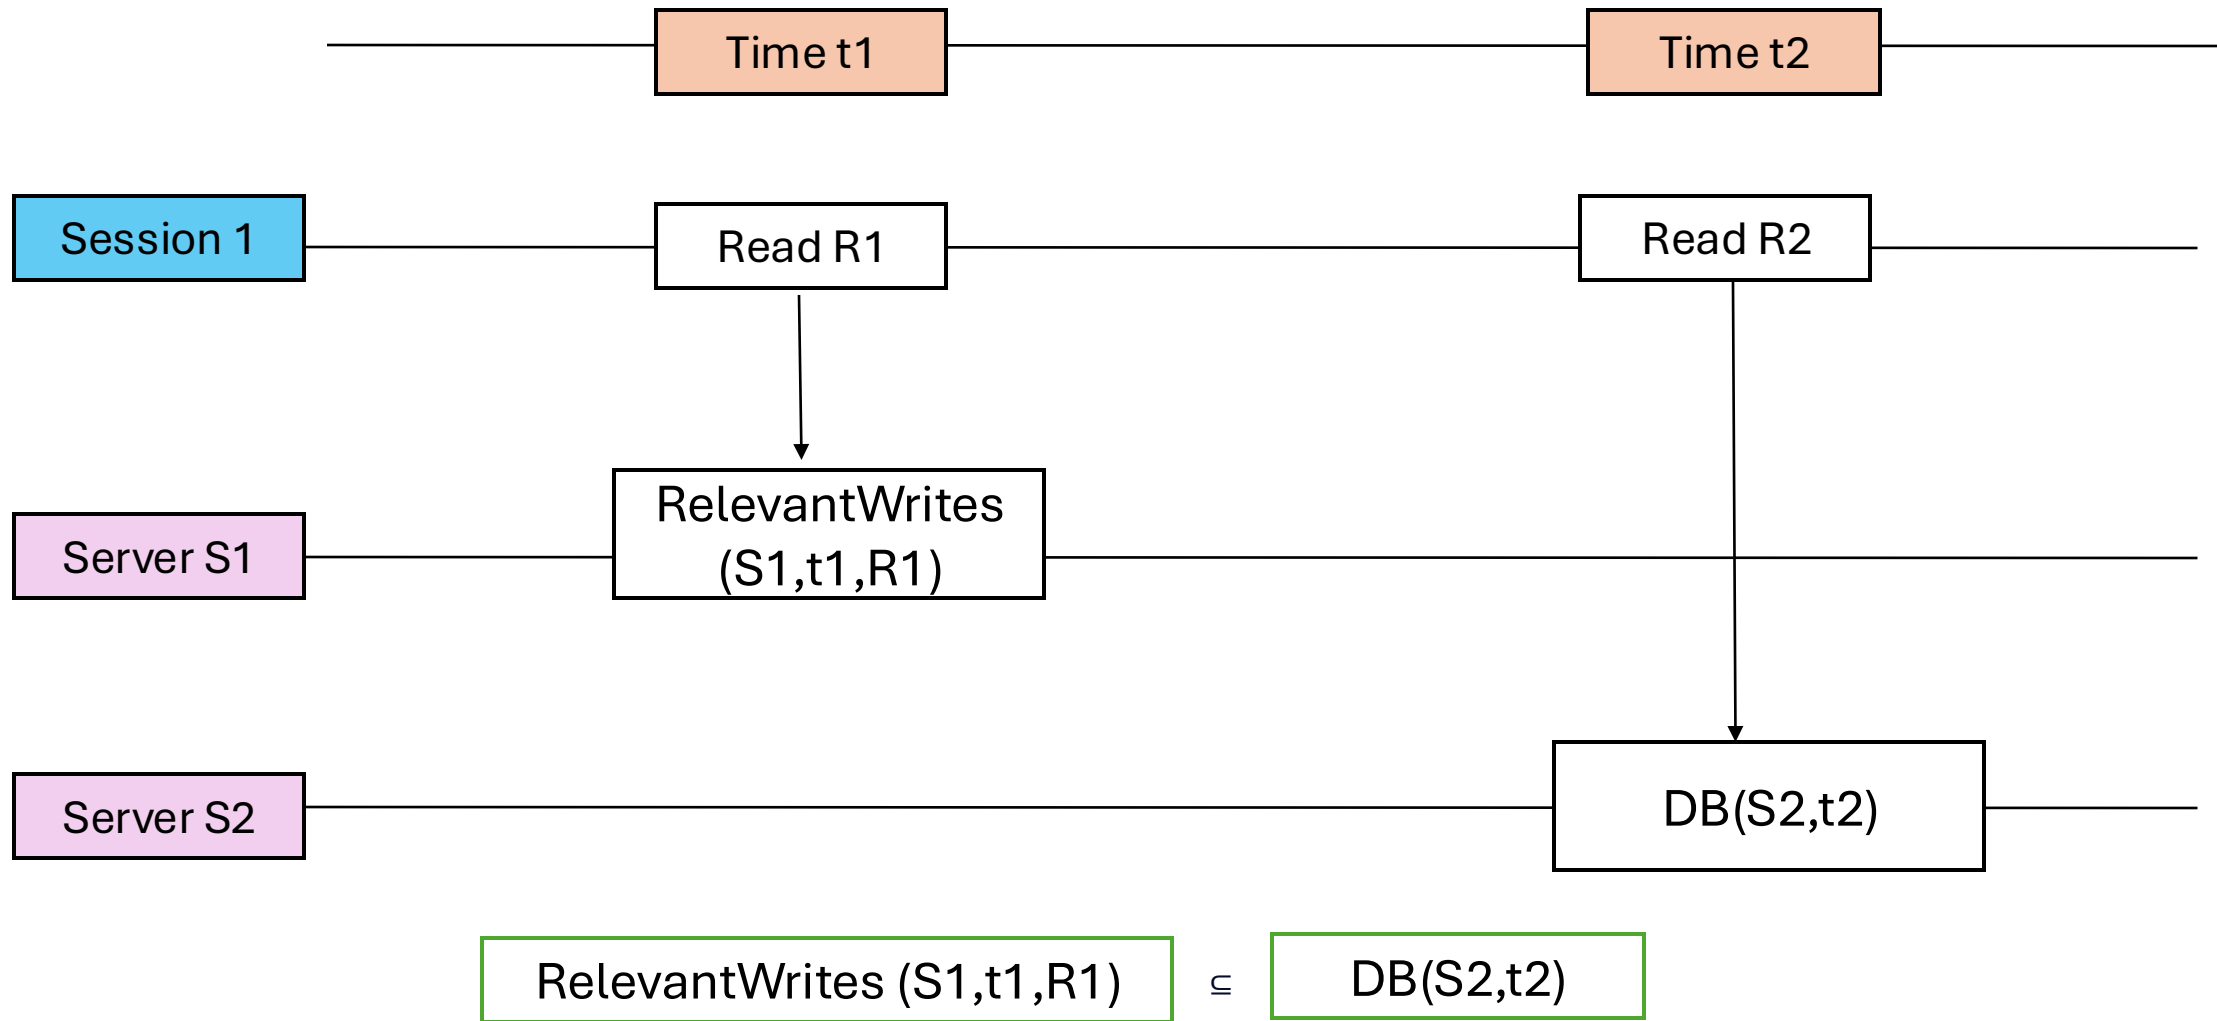 Time t1
Time t2
Session 1
Read R1
Read R2
RelevantWrites
(S1,t1,R1)
Server S1
Server S2
DB(S2,t2)
RelevantWrites (S1,t1,R1) ⊆ DB(S2,t2)